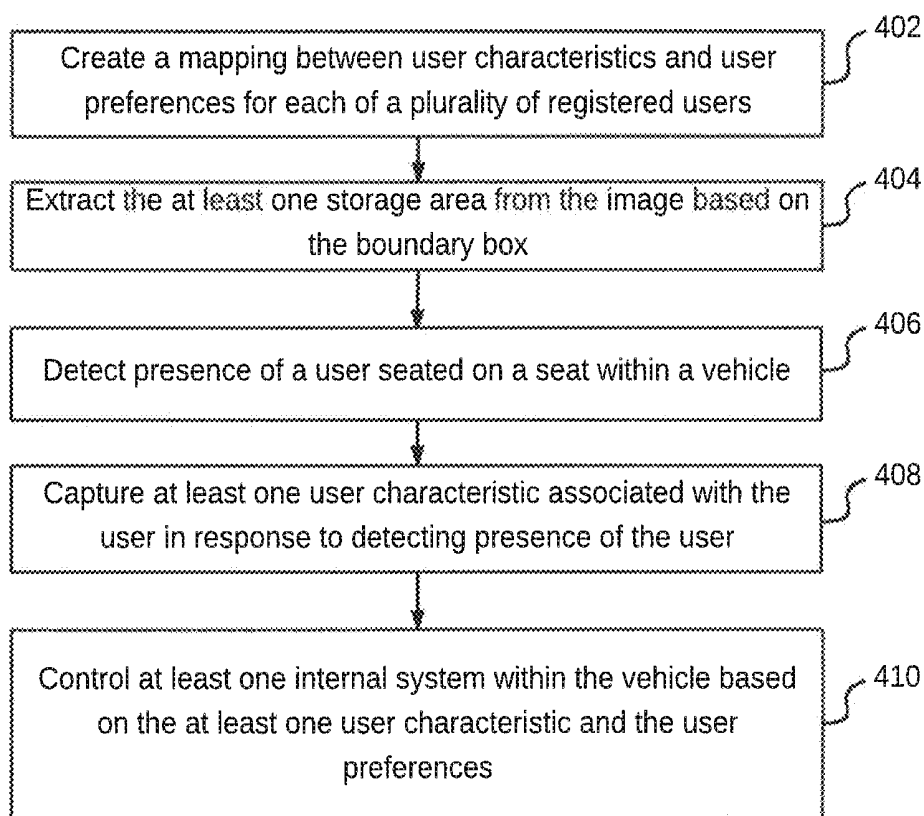 402
Create a mapping between user characteristics and user
preferences for each of a plurality of registered users
404
Extract the at least one storage area from the image based on
the boundary box
406
Detect presence of a user seated on a seat within a vehicle
408
Capture at least one user characteristic associated with the
user in response to detecting presence of the user
410
Control at least one internal system within the vehicle based
on the at least one user characteristic and the user
preferences